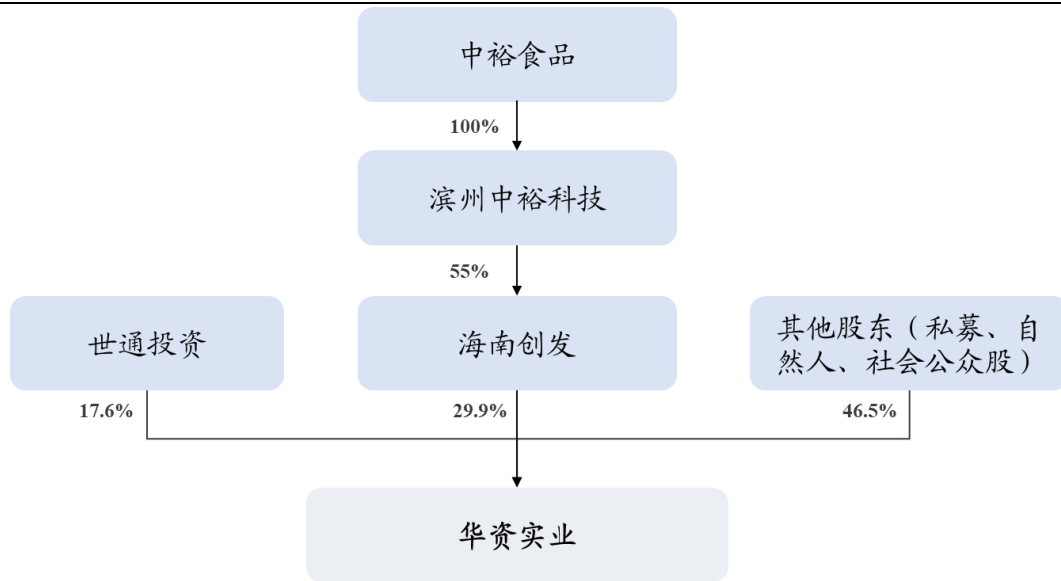 中裕食品
100%
滨州中裕科技
55%
世通投资
海南创发
其他股东（私募、自
然人、社会公众股）
17.6%
29.9%
46.5%
华资实业